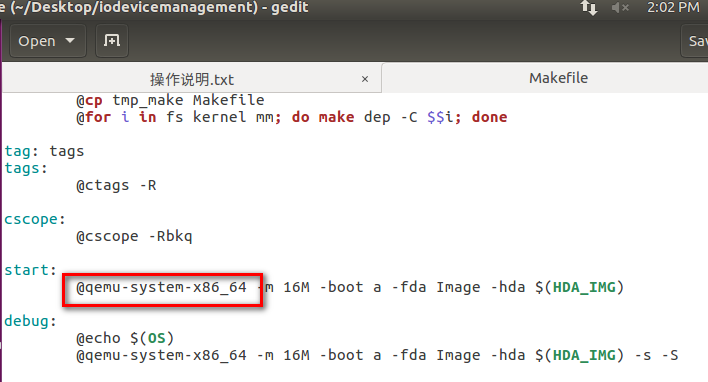 e (~/Desktop/iodevicemanagement) - gedit
2:02 PM
Open
Sav
操作说明.txt ×
Makefile
@cp tmp_make Makefile
@for i in fs kernel mm; do make dep -C $$i; done
tag: tags
tags:
@ctags -R
cscope:
@cscope -Rbkq
start:
@qemu-system-x86_64 -m 16M -boot a -fda Image -hda $(HDA_IMG)
debug:
@echo $(OS)
@qemu-system-x86_64 -m 16M -boot a -fda Image -hda $(HDA_IMG) -s -S